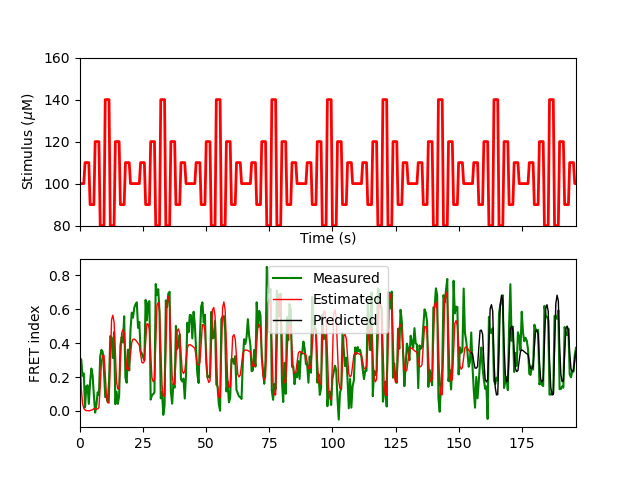 160
140
120
100
80
Stimulus (μM)
Time (s)
0.8
0.6
0.4
0.2
0.0
FRET index
Measured
Estimated
Predicted
0 25 50 75 100 125 150 175